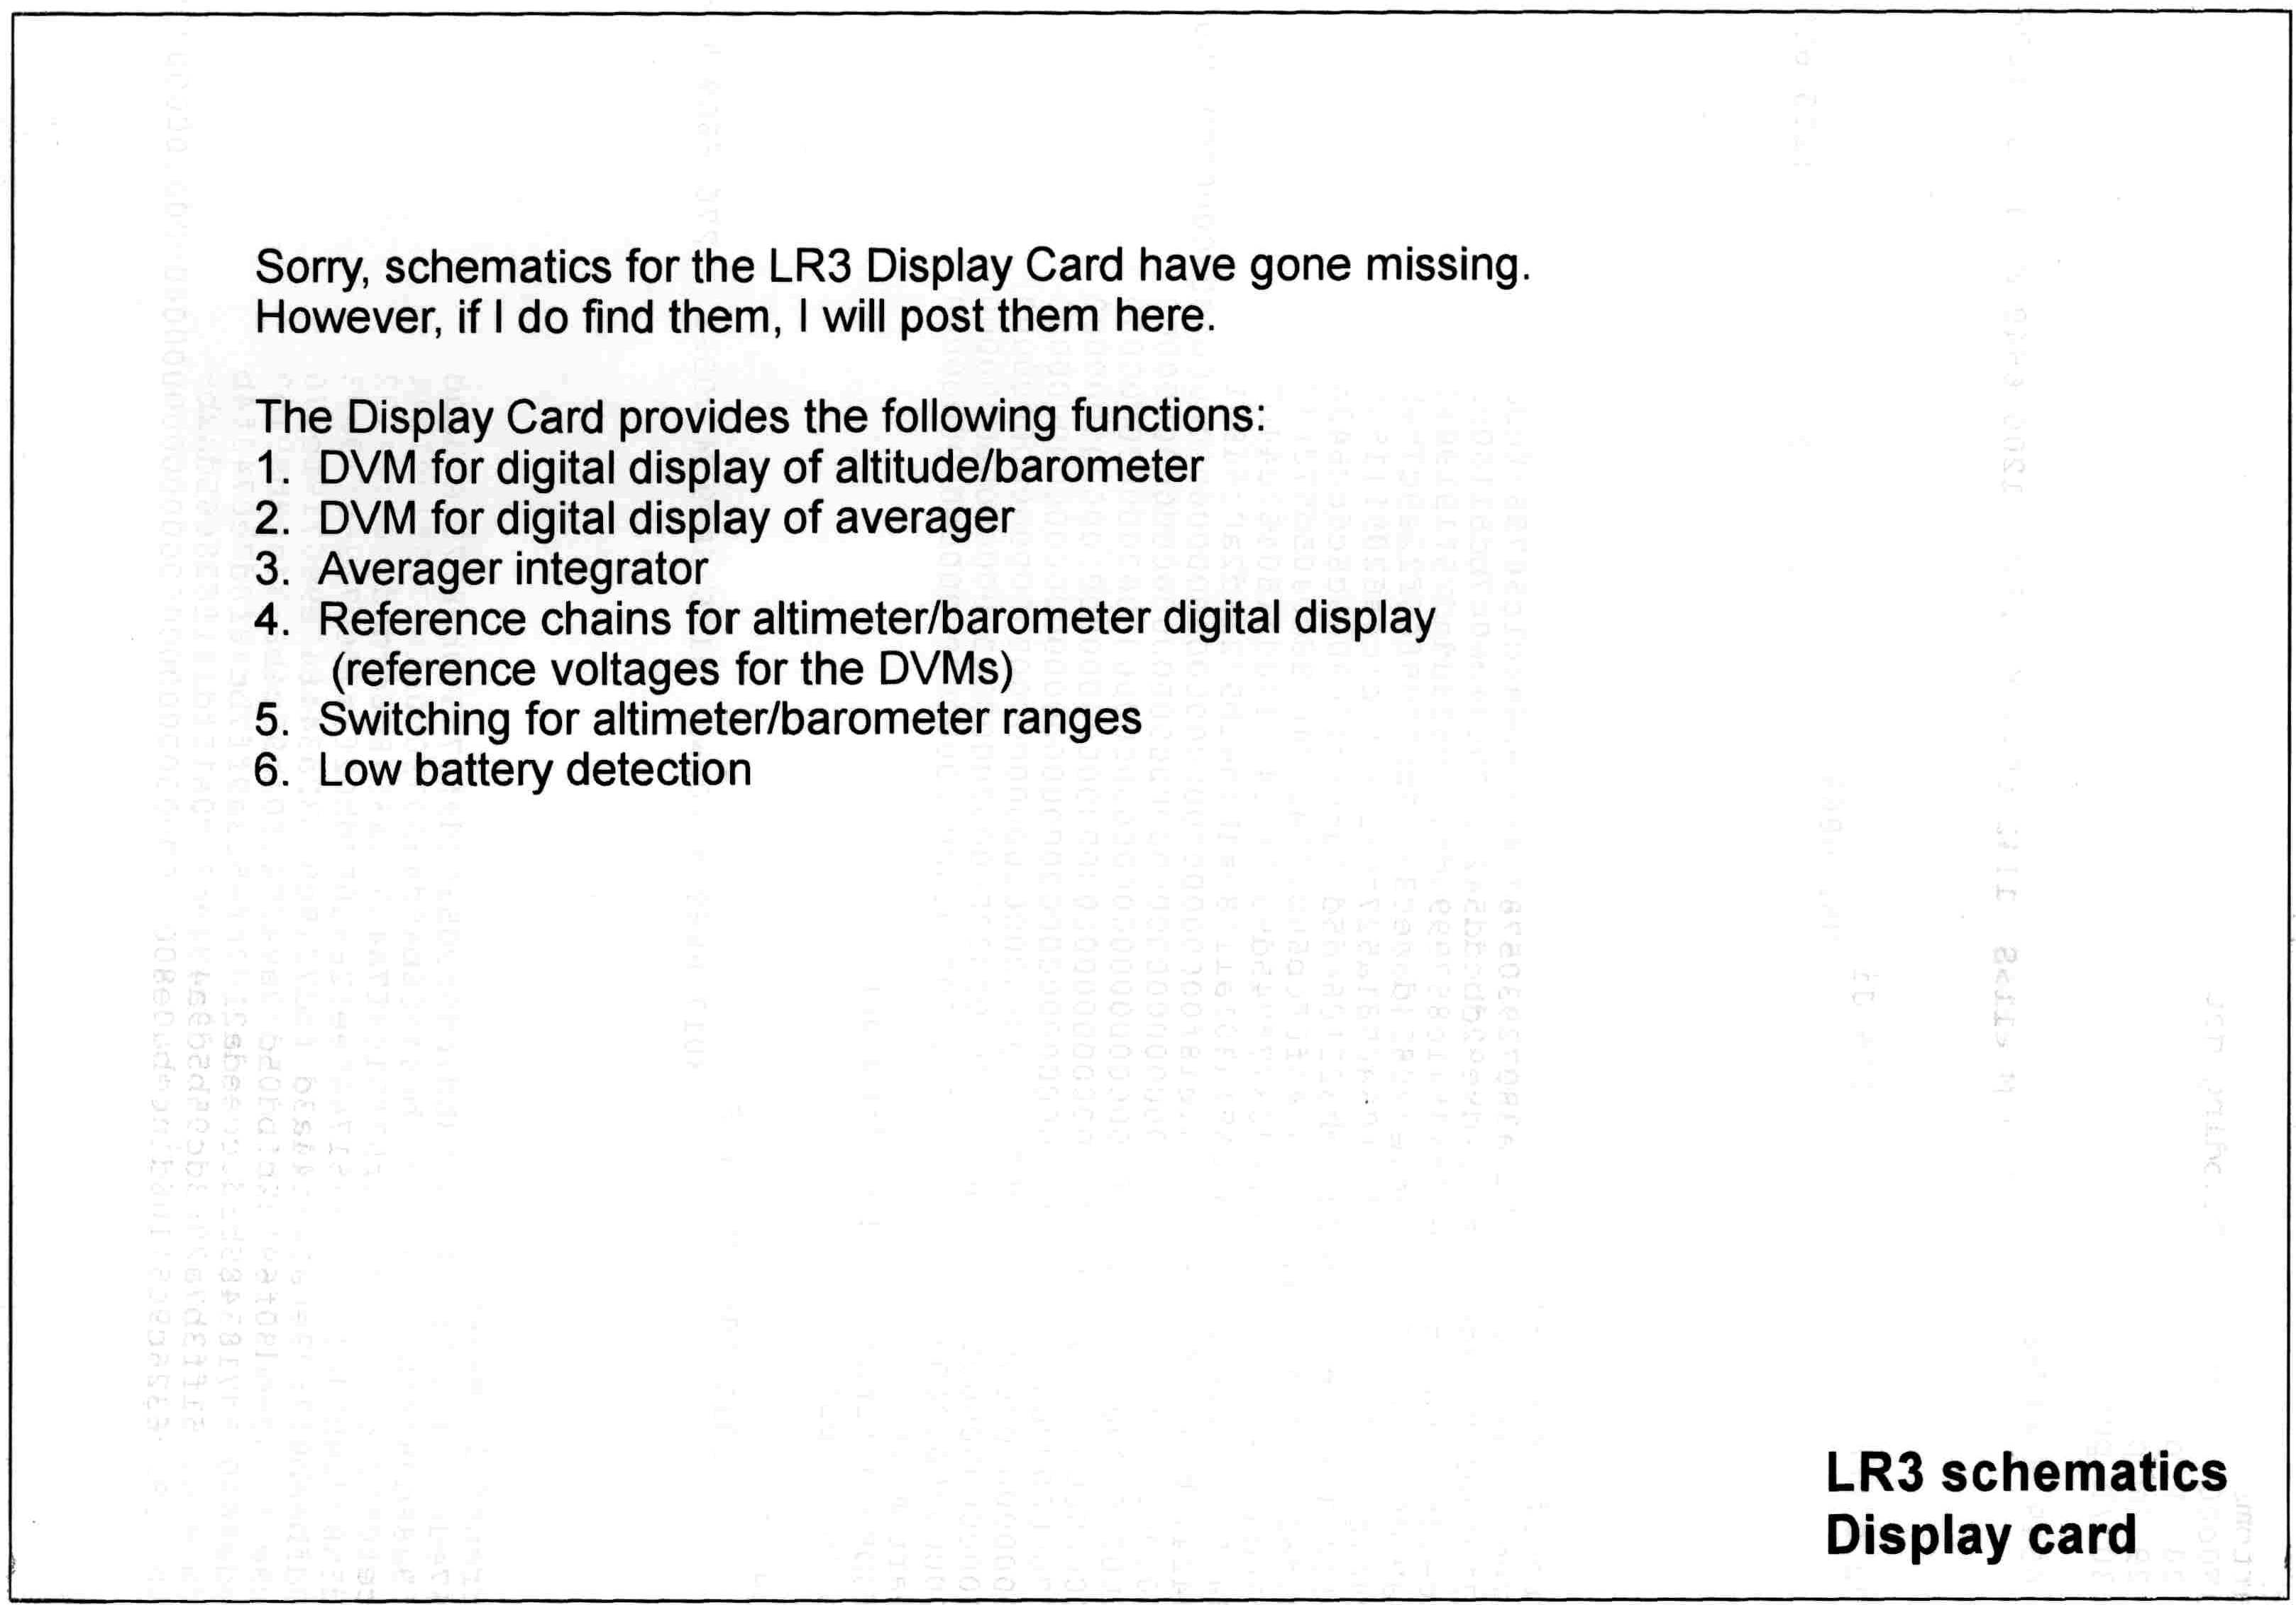 Sorry, schematics for the LR3 Display Card have gone missing.
However, if I do find them, I will post them here.
The Display Card provides the following functions:
1. DVM for digital display of altitude/barometer
2. DVM for digital display of averager
3. Averager integrator
4. Reference chains for altimeter/barometer digital display
(reference voltages for the DVMs)
5. Switching for altimeter/barometer ranges
6. Low battery detection
LR3 schematics
Display card